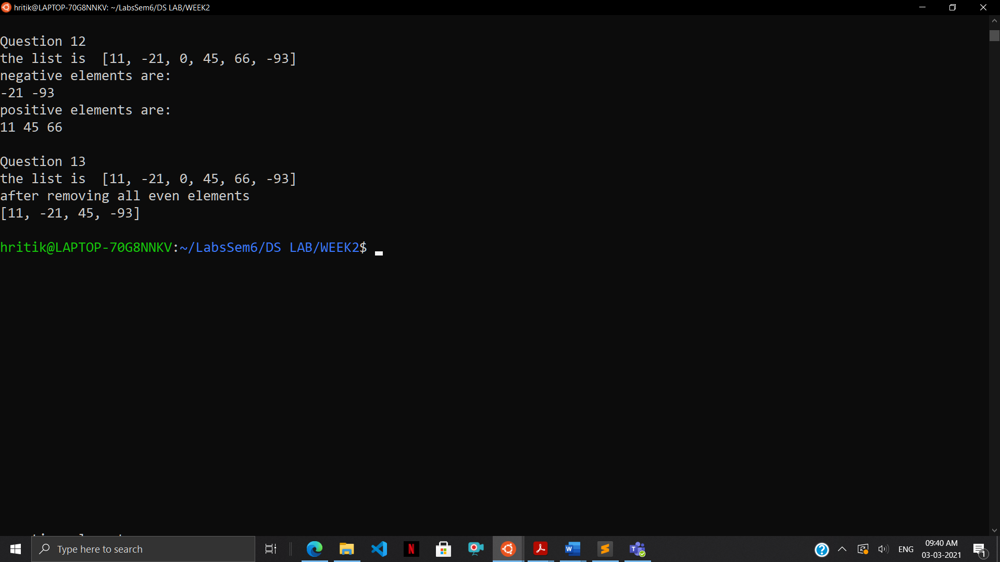 hritik@LAPTOP-70G8NNKV: ~/LabsSem6/DS LAB/WEEK2
Question 12
the list is  [11, -21, 0, 45, 66, -93]
negative elements are:
-21 -93
positive elements are:
11 45 66
Question 13
the list is  [11, -21, 0, 45, 66, -93]
after removing all even elements
[11, -21, 45, -93]
hritik@LAPTOP-70G8NNKV:~/LabsSem6/DS LAB/WEEK2$
Type here to search
ENG
09:40 AM
03-03-2021
1